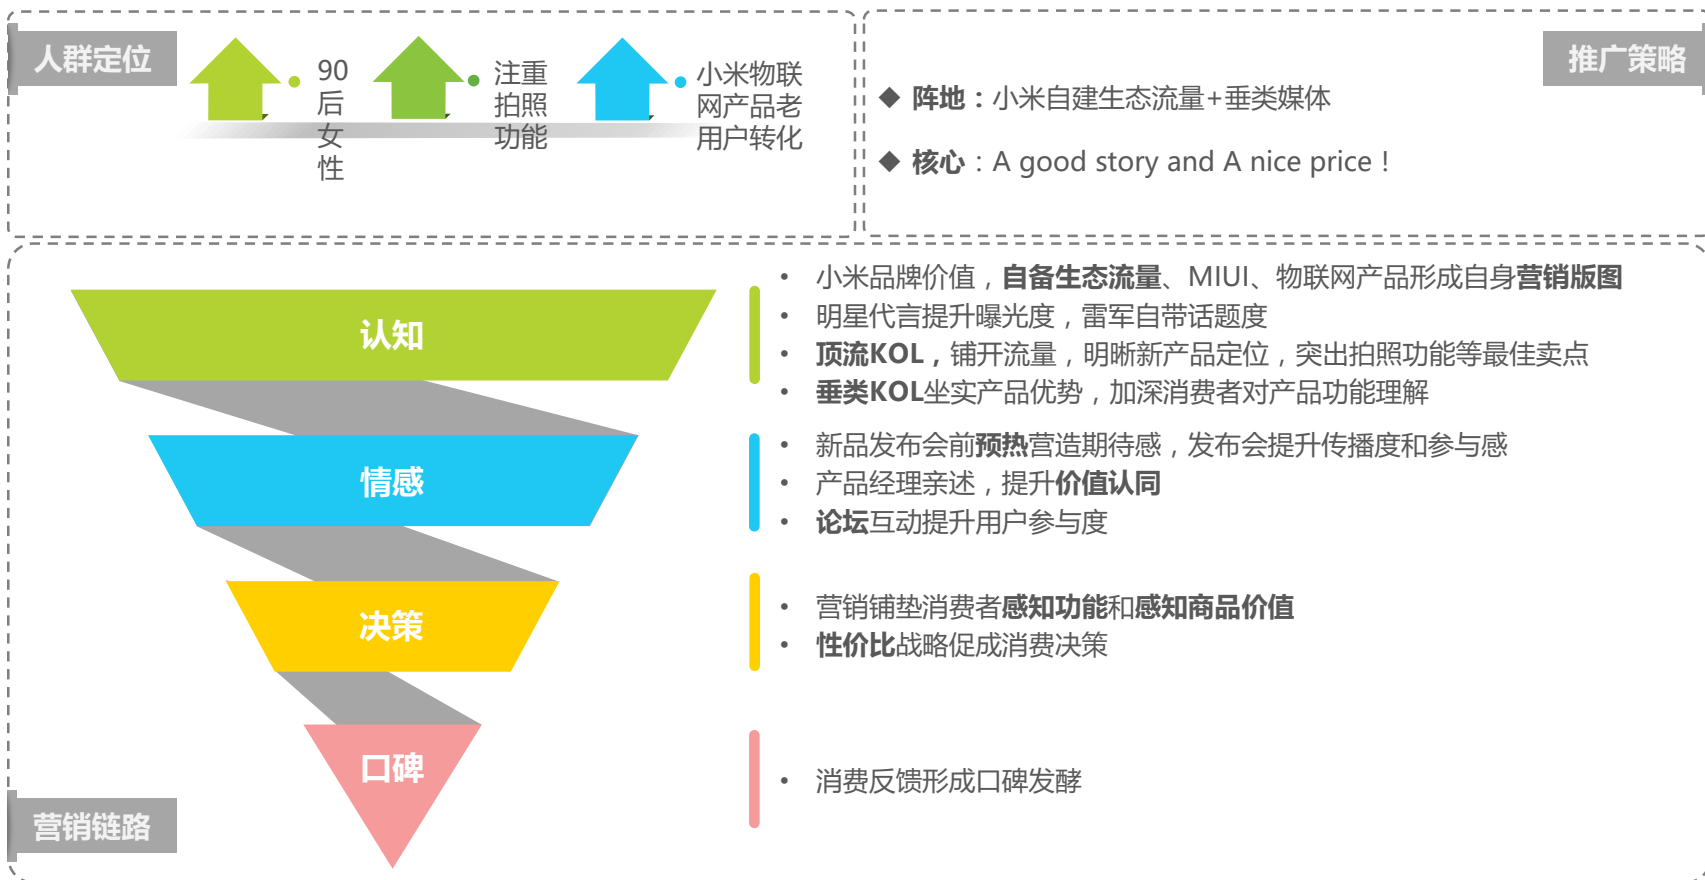 人群定位
90
后
女
性
注重
拍照
功能
小米物联
网产品老
用户转化
推广策略
◆ 阵地：小米自建生态流量+垂类媒体
◆ 核心：A good story and A nice price！
认知
• 小米品牌价值，自备生态流量、MIUI、物联网产品形成自身营销版图
• 明星代言提升曝光度，雷军自带话题度
• 顶流KOL，铺开流量，明晰新产品定位，突出拍照功能等最佳卖点
• 垂类KOL坐实产品优势，加深消费者对产品功能理解
情感
• 新品发布会前预热营造期待感，发布会提升传播度和参与感
• 产品经理亲述，提升价值认同
• 论坛互动提升用户参与度
决策
• 营销铺垫消费者感知功能和感知商品价值
• 性价比战略促成消费决策
口碑
• 消费反馈形成口碑发酵
营销链路